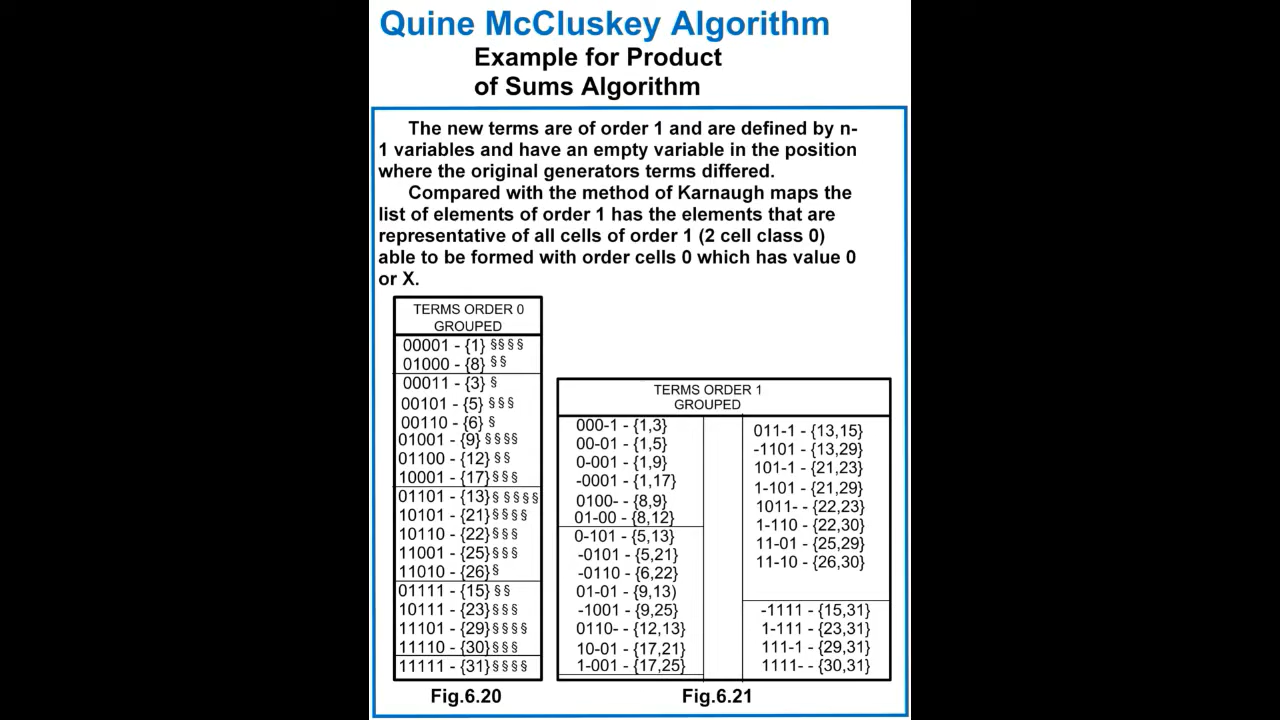 Quine McCluskey Algorithm
Example for Product
of Sums Algorithm
The new terms are of order 1 and are defined by n-
1 variables and have an empty variable in the position
where the original generators terms differed.
Compared with the method of Karnaugh maps the
list of elements of order 1 has the elements that are
representative of all cells of order 1 (2 cell class 0)
able to be formed with order cells 0 which has value 0
or X.
TERMS ORDER 0
GROUPED
00001 - {1} §§§§
01000 - {8} §§
00011 - {3} §
00101 - {5} §§§
00110 - {6} §
01001 - {9} §§§§
01100 - {12} §§
10001 - {17} §§§
01101 - {13} §§§§§
10101 - {21} §§§§
10110 - {22} §§§
11001 - {25} §§§
11010 - {26} §
01111 - {15} §§
10111 - {23} §§§
11101 - {29} §§§§
11110 - {30} §§§
11111 - {31} §§§§
Fig.6.20
TERMS ORDER 1
GROUPED
000-1 - {1,3}
00-01 - {1,5}
0-001 - {1,9}
-0001 - {1,17}
0100- - {8,9}
01-00 - {8,12}
0-101 - {5,13}
-0101 - {5,21}
-0110 - {6,22}
01-01 - {9,13)
-1001 - {9,25}
0110- - {12,13}
10-01 - {17,21}
1-001 - {17,25}
011-1 - {13,15}
-1101 - {13,29}
101-1 - {21,23}
1-101 - {21,29}
1011- - {22,23}
1-110 - {22,30}
11-01 - {25,29}
11-10 - {26,30}
-1111 - {15,31}
1-111 - {23,31}
111-1 - {29,31}
1111- - {30,31}
Fig.6.21